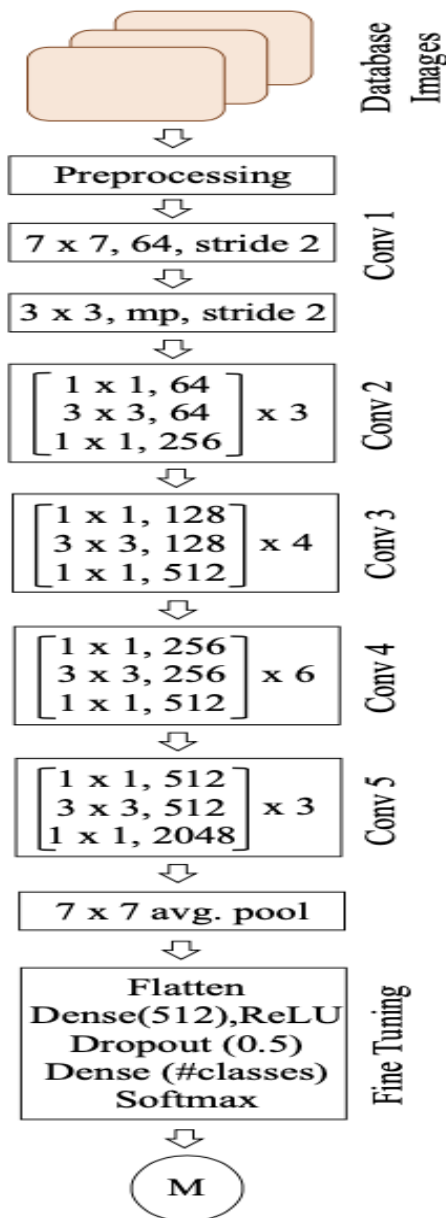 Database
Images
Preprocessing
7 x 7, 64, stride 2
Conv 1
3 x 3, mp, stride 2
1 x 1, 64
3 x 3, 64
1 x 1, 256
x 3
Conv 2
1 x 1, 128
3 x 3, 128
1 x 1, 512
x 4
Conv 3
1 x 1, 256
3 x 3, 256
1 x 1, 512
x 6
Conv 4
1 x 1, 512
3 x 3, 512
1 x 1, 2048
x 3
Conv 5
7 x 7 avg. pool
Flatten
Dense(512),ReLU
Dropout (0.5)
Dense (#classes)
Softmax
Fine Tuning
M